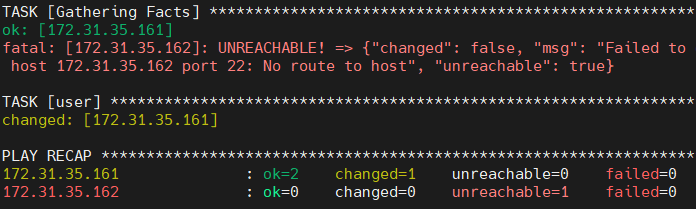 TASK [Gathering Facts] ******************************************************
ok: [172.31.35.161]
fatal: [172.31.35.162]: UNREACHABLE! => {"changed": false, "msg": "Failed to
host 172.31.35.162 port 22: No route to host", "unreachable": true}
TASK [user] *****************************************************************
changed: [172.31.35.161]
PLAY RECAP ******************************************************************
172.31.35.161 : ok=2 changed=1 unreachable=0 failed=0
172.31.35.162 : ok=0 changed=0 unreachable=1 failed=0